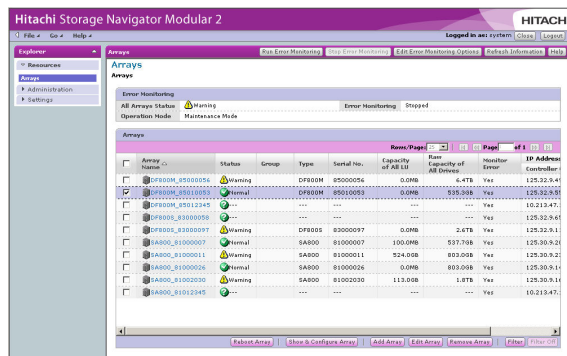 Hitachi Storage Navigator Modular 2
HITACH
File Go Help
Logged in as: system Close Logout
Explorer
Arrays
Run Error Monitoring Stop Error Monitoring Edit Error Monitoring Options Refresh Information Help
Resources
Arrays
Administration
Settings
Arrays
Arrays
Error Monitoring
All Arrays Status Warning Error Monitoring Stopped
Operation Mode Maintenance Mode
Arrays
Rows/Page: 25 Page of 1
Array Name Status Group Type Serial No. Capacity of All LU Raw Capacity of All Drives Monitor Error IP Address
Controller
DF800M_85000056 Warning DF800M 85000056 0.0MB 6.4TB Yes 125.32.9.4
DF800M_85010053 Normal DF800M 85010053 0.0MB 535.3GB Yes 125.32.9.5
DF800M_85012345 --- --- --- --- --- Yes 10.213.47.
DF800S_83000058 --- --- --- --- --- Yes 125.32.9.6
DF800S_83000097 Warning DF800S 83000097 0.0MB 2.6TB Yes 125.32.9.1
SA800_81000007 Normal SA800 81000007 100.0MB 537.7GB Yes 125.30.9.2
SA800_81000011 Warning SA800 81000011 524.0GB 803.0GB Yes 125.30.9.2
SA800_81000026 Normal SA800 81000026 0.0MB 803.0GB Yes 125.30.9.1
SA800_81002030 Warning SA800 81002030 113.0GB 1.8TB Yes 125.30.9.1
SA800_81012345 --- --- --- --- --- Yes 10.213.47.
Reboot Array Show & Configure Array Add Array Edit Array Remove Array Filter Filter Off